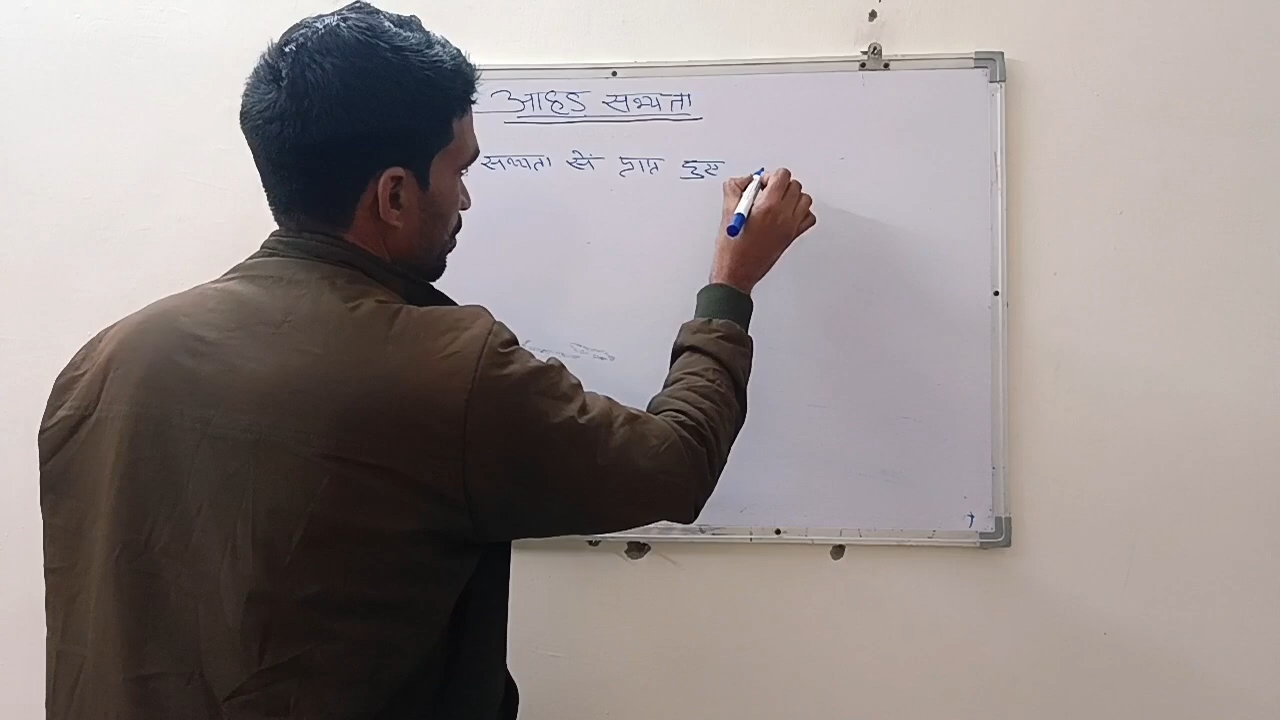 आहड सभ्यता
सभ्यता सें प्राप्त हुए